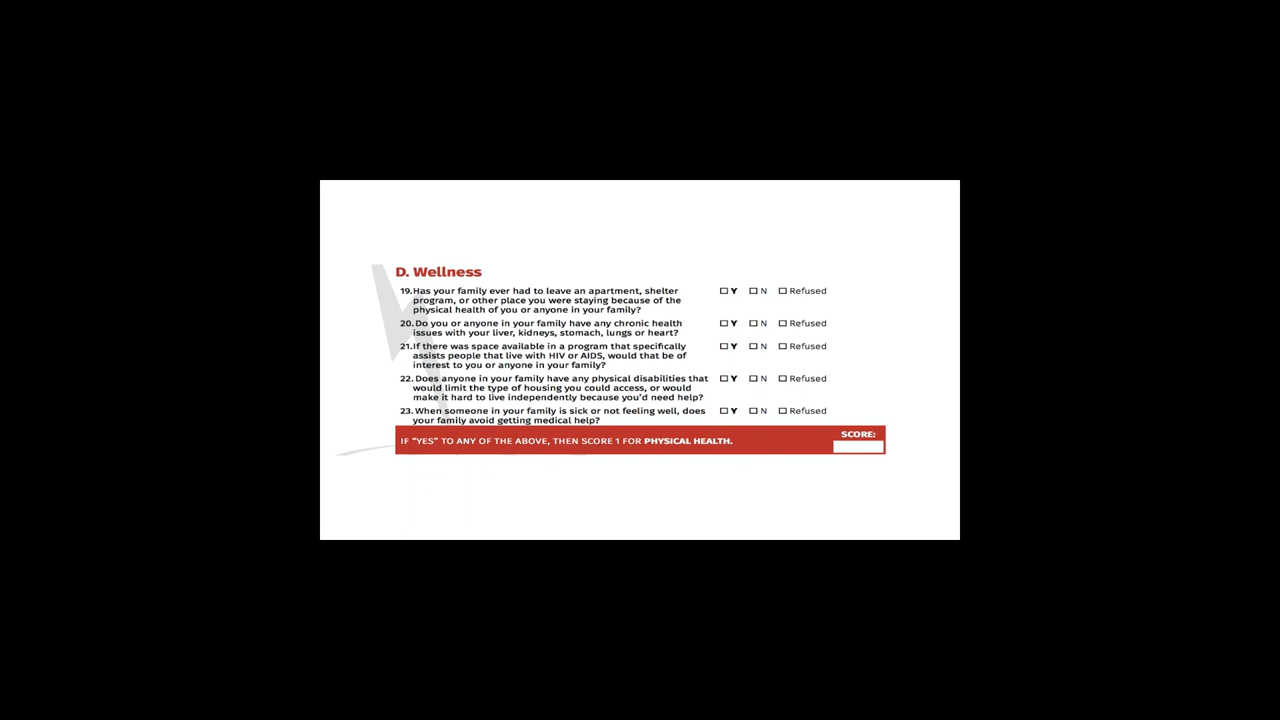 D. Wellness
19.Has your family ever had to leave an apartment, shelter ☐ Y ☐ N ☐ Refused
program, or other place you were staying because of the
physical health of you or anyone in your family?
20.Do you or anyone in your family have any chronic health ☐ Y ☐ N ☐ Refused
issues with your liver, kidneys, stomach, lungs or heart?
21.If there was space available in a program that specifically ☐ Y ☐ N ☐ Refused
assists people that live with HIV or AIDS, would that be of
interest to you or anyone in your family?
22.Does anyone in your family have any physical disabilities that ☐ Y ☐ N ☐ Refused
would limit the type of housing you could access, or would
make it hard to live independently because you'd need help?
23.When someone in your family is sick or not feeling well, does ☐ Y ☐ N ☐ Refused
your family avoid getting medical help?
IF “YES” TO ANY OF THE ABOVE, THEN SCORE 1 FOR PHYSICAL HEALTH. SCORE: